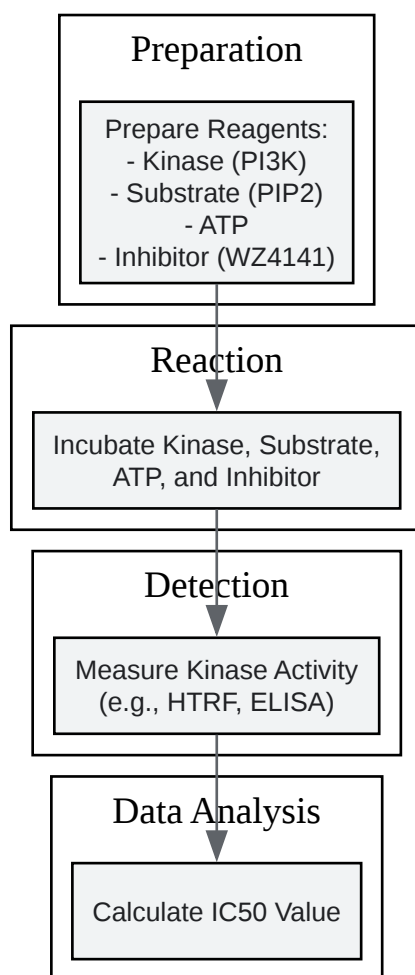 Preparation
Prepare Reagents:
- Kinase (PI3K)
- Substrate (PIP2)
- ATP
- Inhibitor (WZ4141)
Reaction
Incubate Kinase, Substrate,
ATP, and Inhibitor
Detection
Measure Kinase Activity
(e.g., HTRF, ELISA)
Data Analysis
Calculate IC50 Value